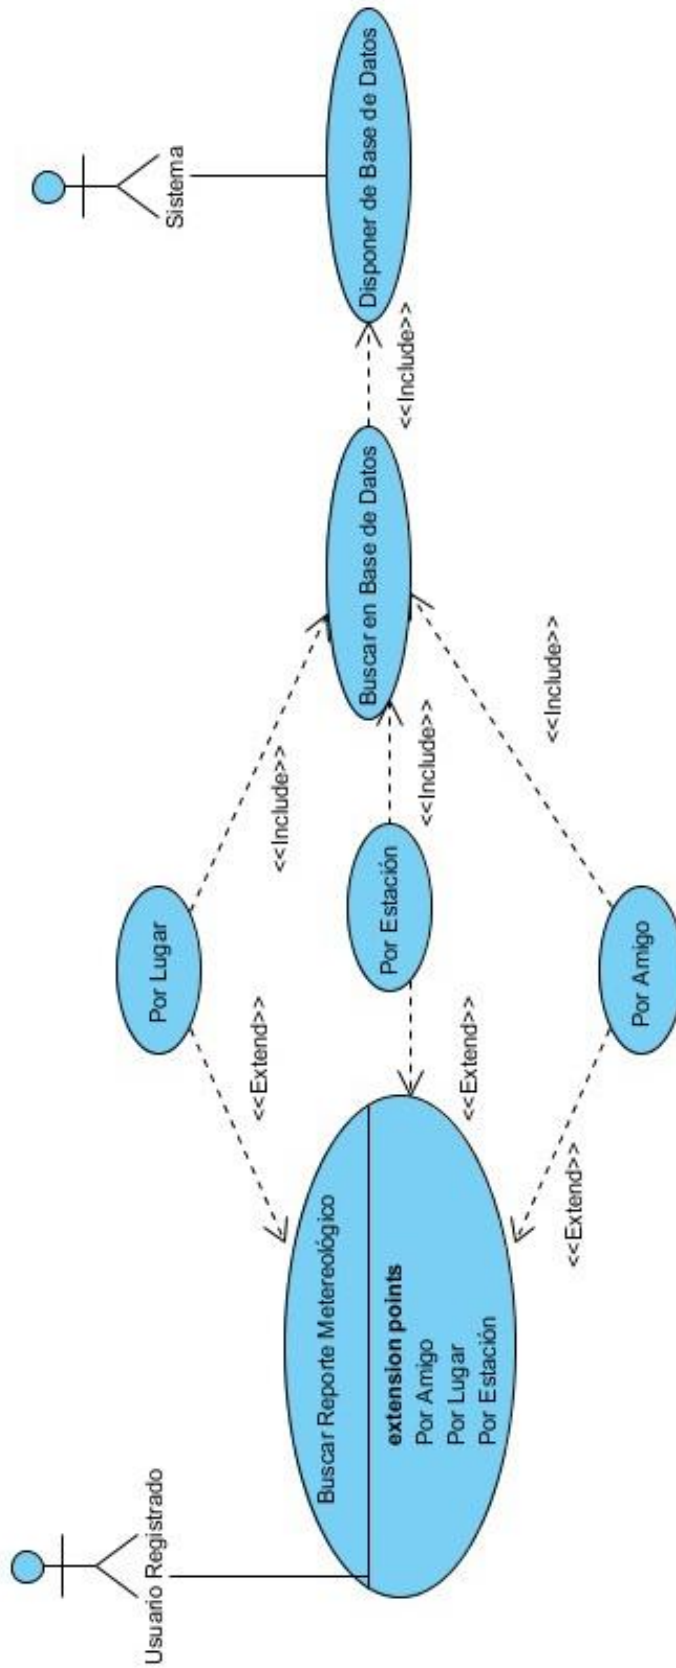 Usuario Registrado
Buscar Reporte Metereológico
extension points
Por Amigo
Por Lugar
Por Estación
<<Extend>>
<<Extend>>
<<Extend>>
Por Lugar
Por Estación
Por Amigo
<<Include>>
<<Include>>
<<Include>>
Buscar en Base de Datos
<<Include>>
Disponer de Base de Datos
Sistema